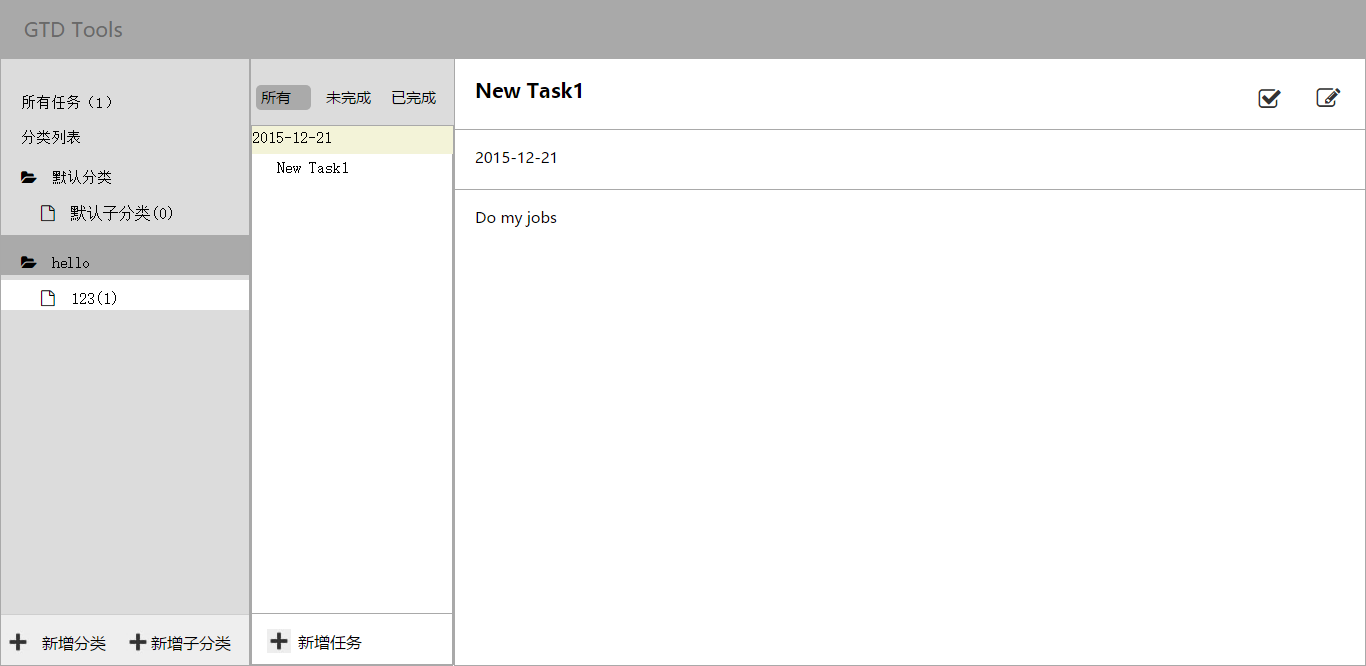 GTD Tools
所有任务（1）
分类列表
默认分类
默认子分类(0)
hello
123(1)
新增分类 新增子分类
所有 未完成 已完成
2015-12-21
New Task1
新增任务
New Task1
2015-12-21
Do my jobs